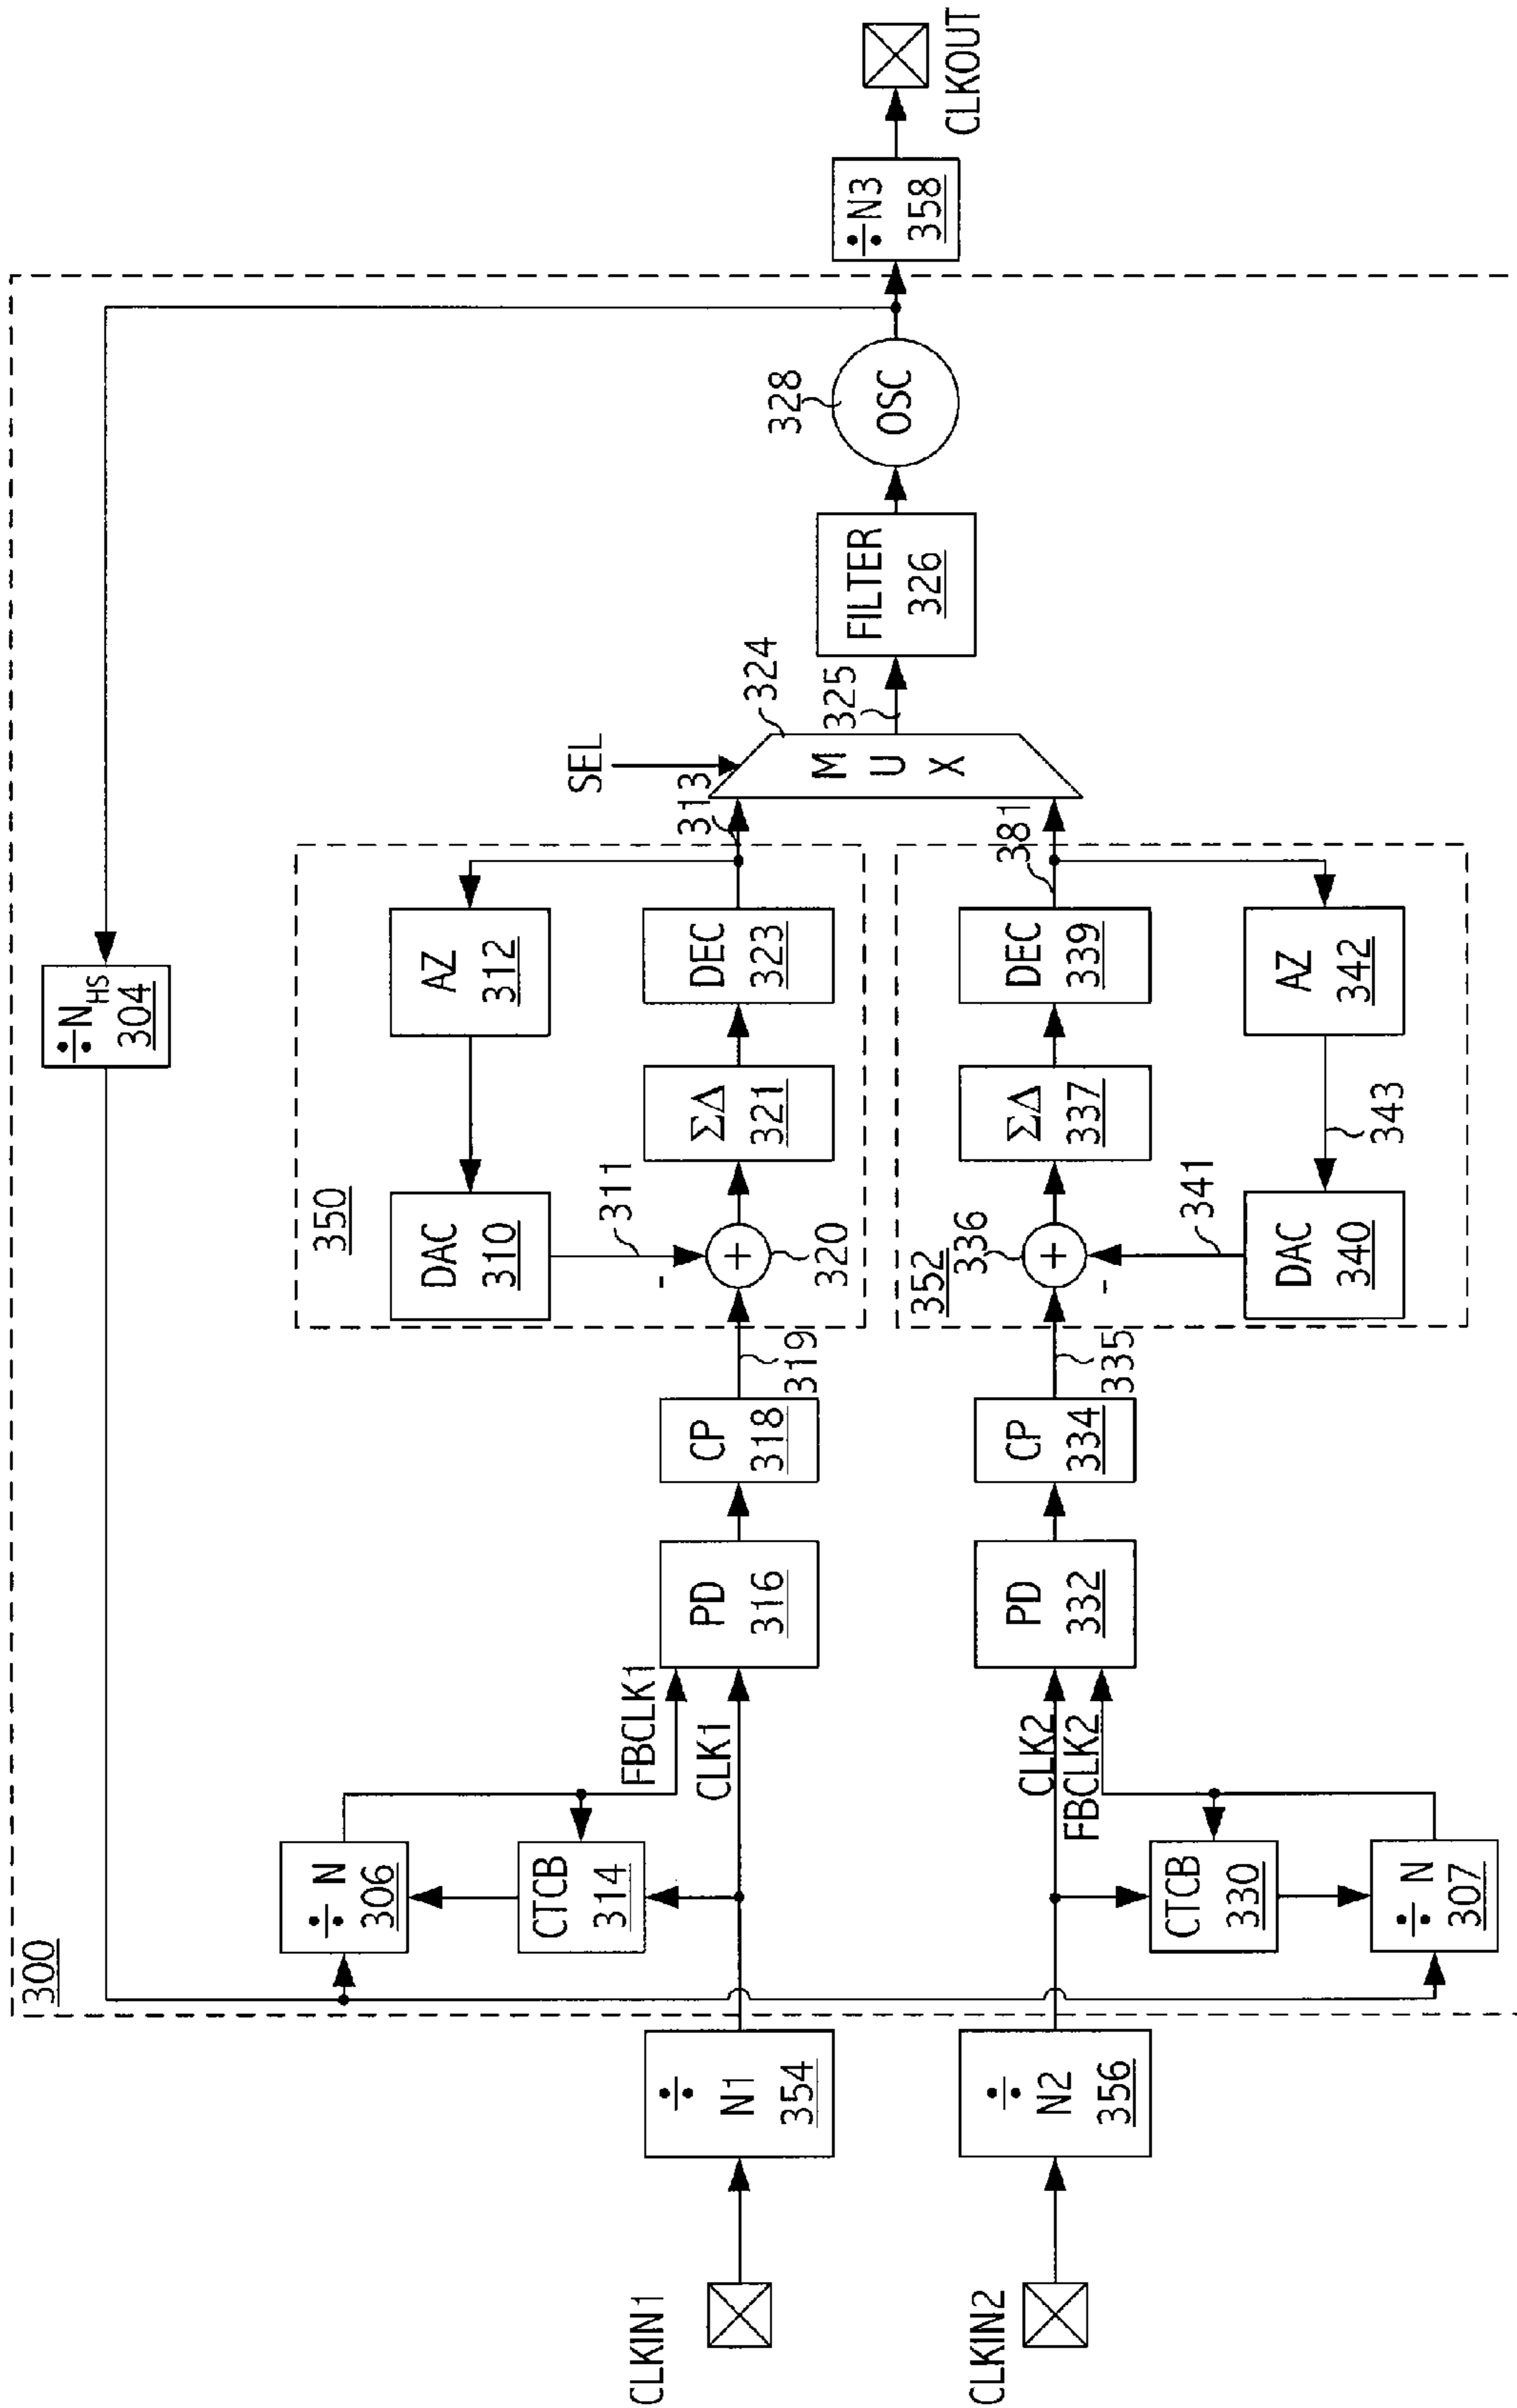 300
÷N_HS
304
÷ N
306
CTCB
314
FBCLK1
CLK1
CLKIN1
÷
N1
354
PD
316
CP
318
319
350
DAC
310
311
AZ
312
320
ΣΔ
321
DEC
323
313
SEL
324
M
U
X
325
FILTER
326
328
OSC
÷N3
358
CLKOUT
CLKIN2
÷
N2
356
CLK2
FBCLK2
CTCB
330
÷ N
307
PD
332
CP
334
335
352
336
+
-
+
-
ΣΔ
337
DEC
339
381
341
DAC
340
343
AZ
342